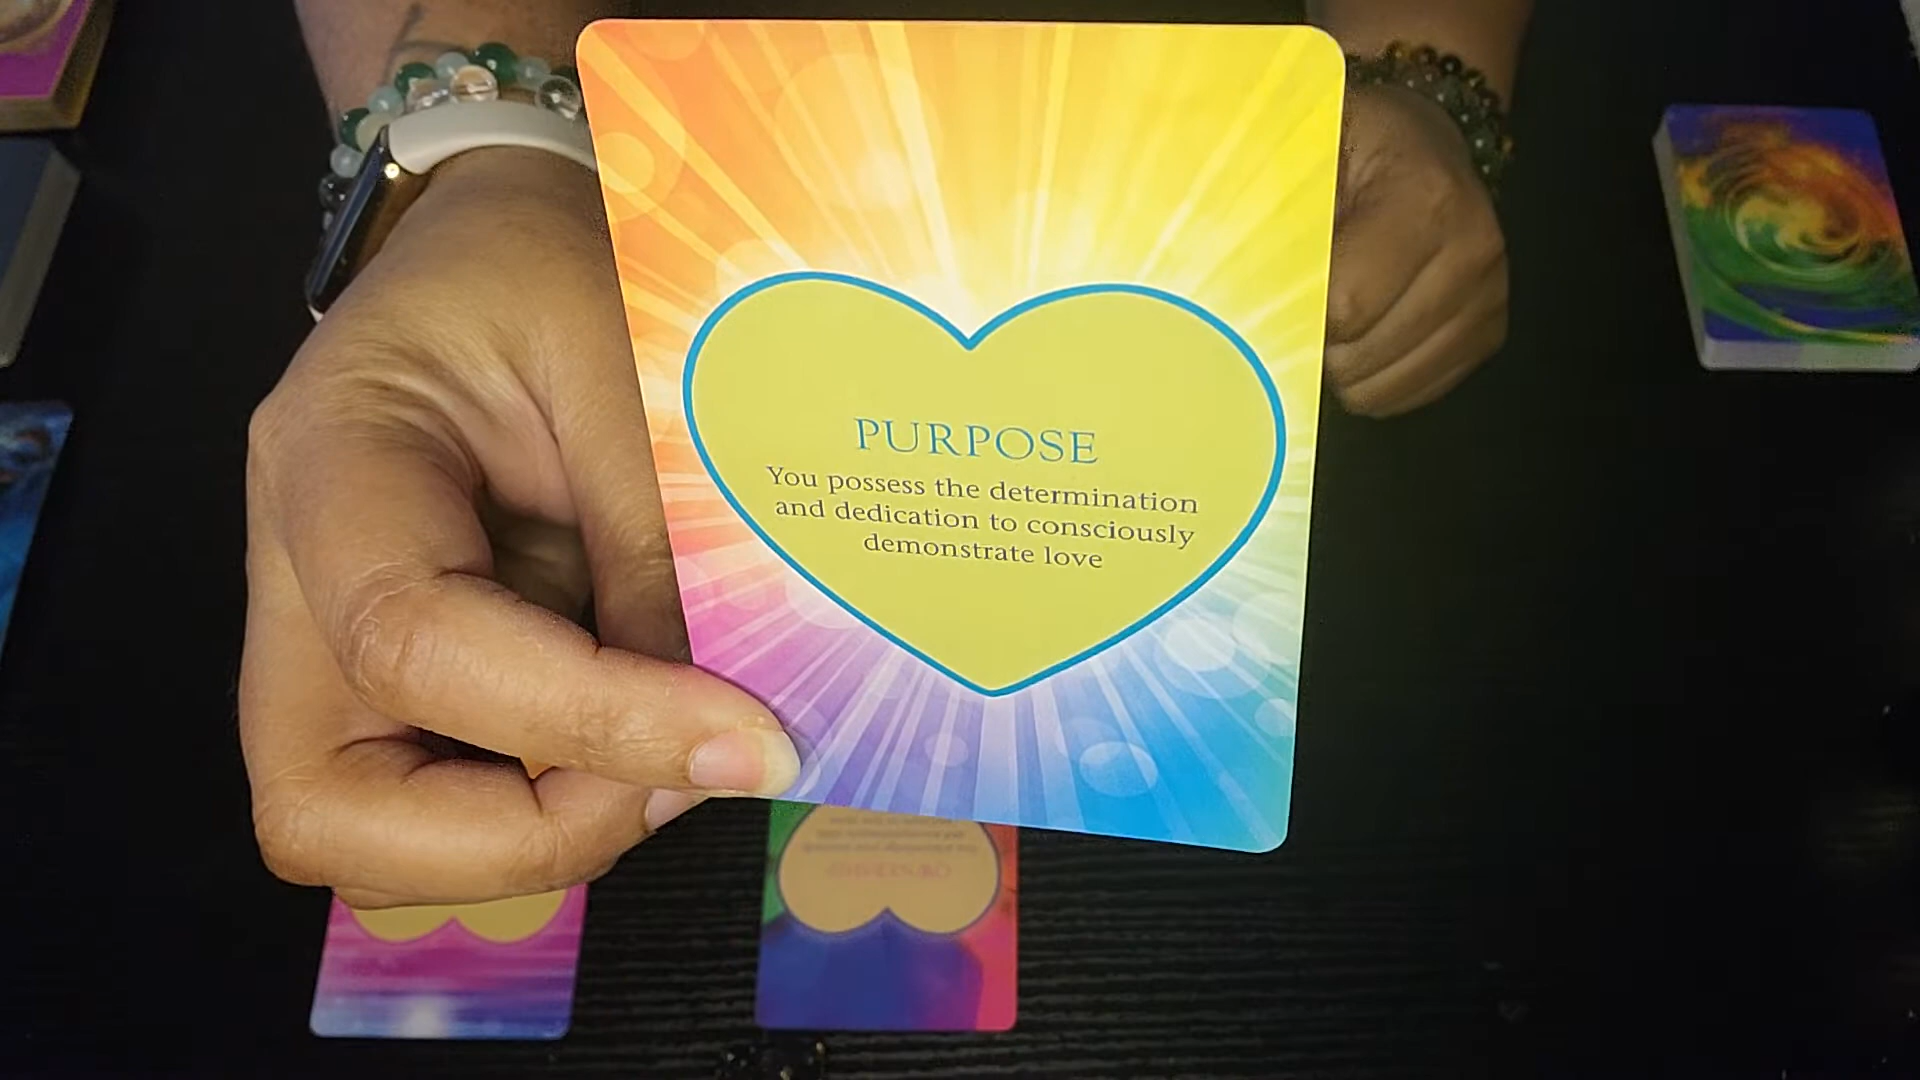 PURPOSE
You possess the determination
and dedication to consciously
demonstrate love